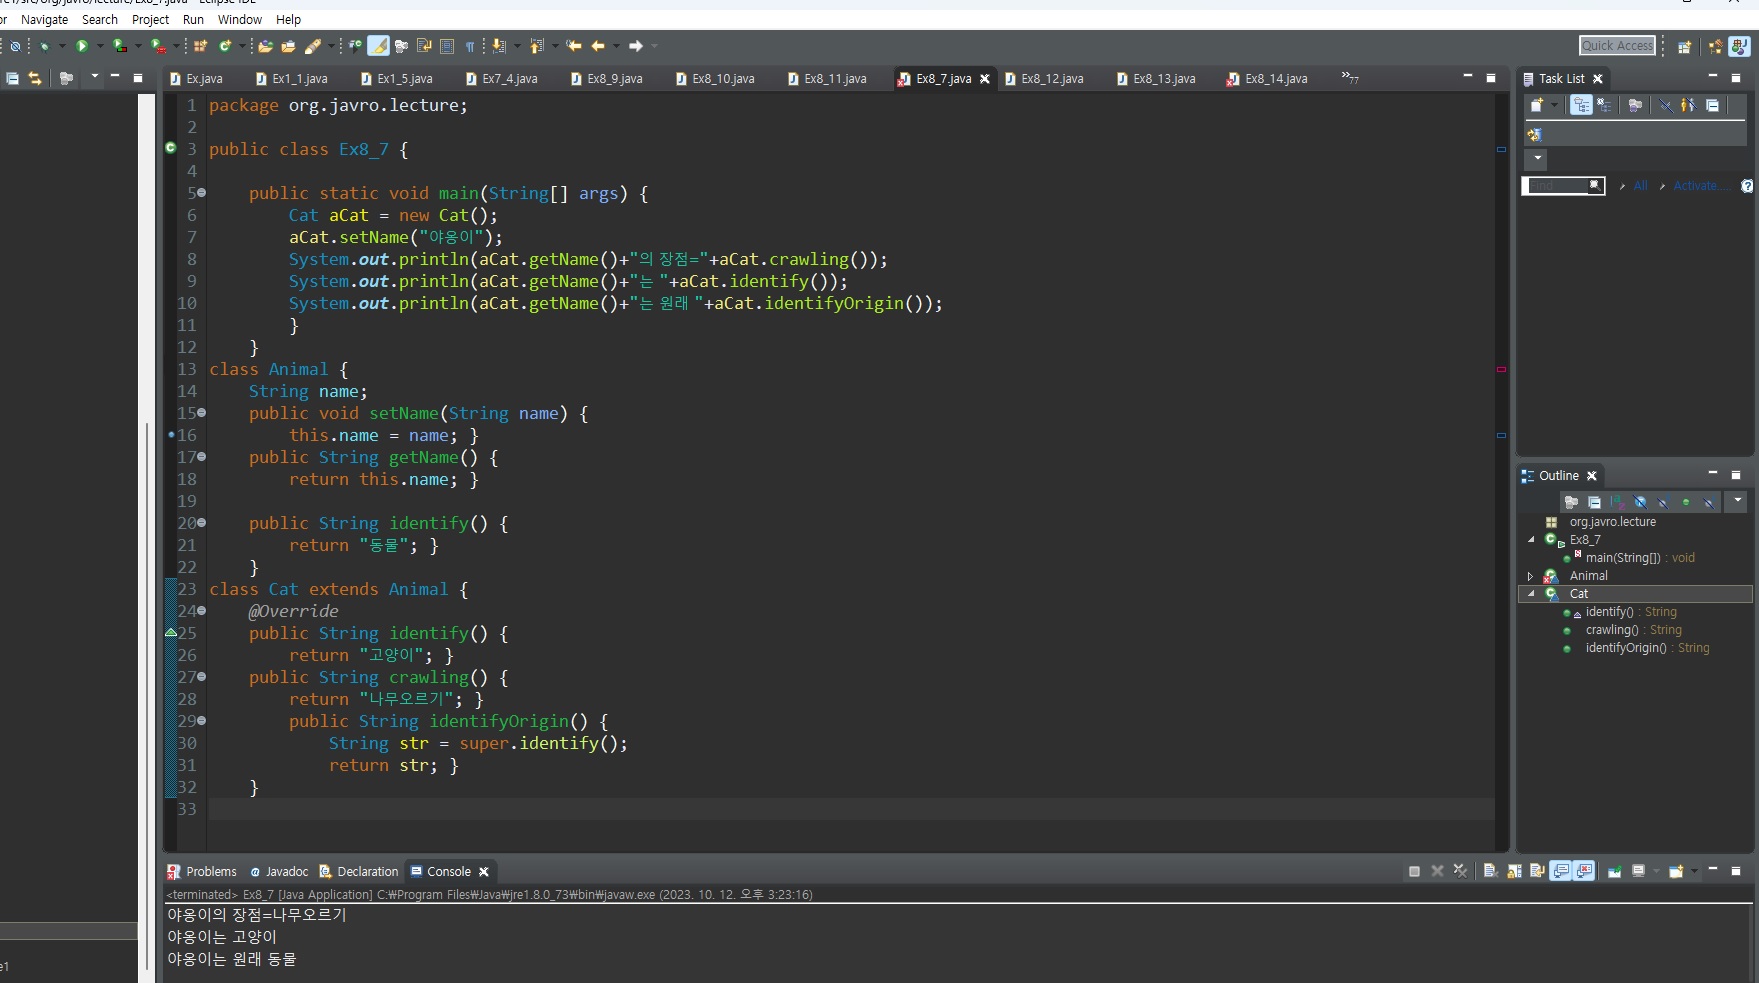 Navigate Search Project Run Window Help
Quick Access
Ex.java Ex1_1.java Ex1_5.java Ex7_4.java Ex8_9.java Ex8_10.java Ex8_11.java Ex8_7.java Ex8_12.java Ex8_13.java Ex8_14.java 77
1 package org.javro.lecture;
2
3 public class Ex8_7 {
4
5 public static void main(String[] args) {
6 Cat aCat = new Cat();
7 aCat.setName("야옹이");
8 System.out.println(aCat.getName()+"의 장점="+aCat.crawling());
9 System.out.println(aCat.getName()+"는 "+aCat.identify());
10 System.out.println(aCat.getName()+"는 원래 "+aCat.identifyOrigin());
11 }
12 }
13 class Animal {
14 String name;
15 public void setName(String name) {
16 this.name = name; }
17 public String getName() {
18 return this.name; }
19
20 public String identify() {
21 return "동물"; }
22 }
23 class Cat extends Animal {
24 @Override
25 public String identify() {
26 return "고양이"; }
27 public String crawling() {
28 return "나무오르기"; }
29 public String identifyOrigin() {
30 String str = super.identify();
31 return str; }
32 }
33
Task List
Find All Activate...
Outline
org.javro.lecture
Ex8_7
main(String[]) : void
Animal
Cat
identify() : String
crawling() : String
identifyOrigin() : String
Problems Javadoc Declaration Console
<terminated> Ex8_7 [Java Application] C:₩Program Files₩Java₩jre1.8.0_73₩bin₩javaw.exe (2023. 10. 12. 오후 3:23:16)
야옹이의 장점=나무오르기
야옹이는 고양이
야옹이는 원래 동물